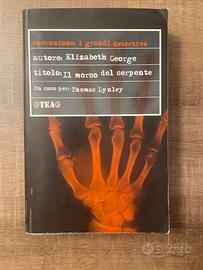 operazione: i grandi detective
autore: Elizabeth George
titolo: Il morso del serpente
Un caso per: Thomas Lynley
TEA
subito